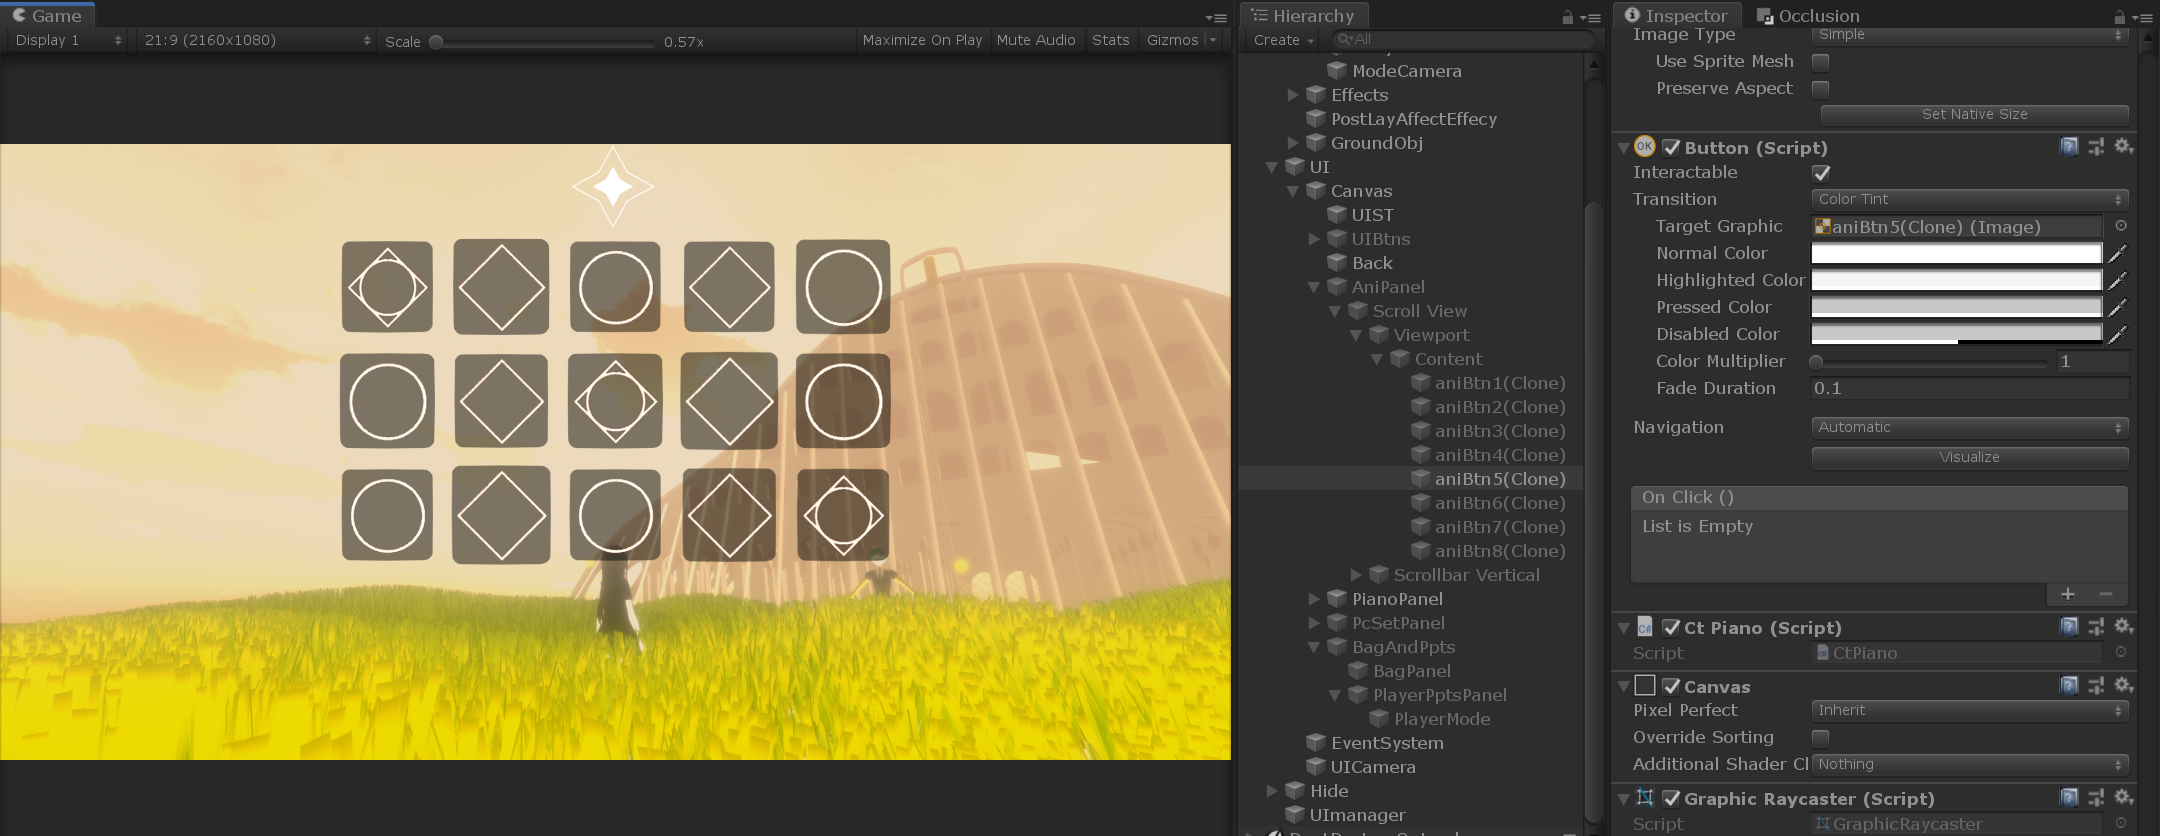 Game
Display 1
21:9 (2160x1080)
Scale
0.57x
Maximize On Play
Mute Audio
Stats
Gizmos
Hierarchy
Create
All
ModeCamera
Effects
PostLayAffectEffecy
GroundObj
UI
Canvas
UIST
UIBtns
Back
AniPanel
Scroll View
Viewport
Content
aniBtn1(Clone)
aniBtn2(Clone)
aniBtn3(Clone)
aniBtn4(Clone)
aniBtn5(Clone)
aniBtn6(Clone)
aniBtn7(Clone)
aniBtn8(Clone)
Scrollbar Vertical
PianoPanel
PcSetPanel
BagAndPpts
BagPanel
PlayerPptsPanel
PlayerMode
EventSystem
UICamera
Hide
UImanager
Inspector
Occlusion
Image Type Simple
Use Sprite Mesh
Preserve Aspect
Set Native Size
OK Button (Script)
Interactable
Transition Color Tint
Target Graphic aniBtn5(Clone) (Image)
Normal Color
Highlighted Color
Pressed Color
Disabled Color
Color Multiplier 1
Fade Duration 0.1
Navigation Automatic
Visualize
On Click ()
List is Empty
C# Ct Piano (Script)
Script CtPiano
Canvas
Pixel Perfect Inherit
Override Sorting
Additional Shader Cl Nothing
Graphic Raycaster (Script)
Script GraphicRaycaster